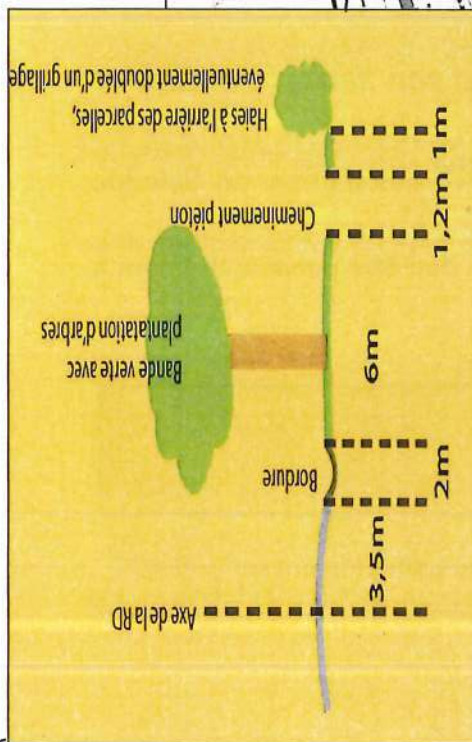 Axe de la RD
Bordure
Bande verte avec
plantatation d'arbres
Cheminement piéton
Haies à l'arrière des parcelles,
éventuellement doublée d'un grillage
3,5m
2m
6m
1,2m
1m